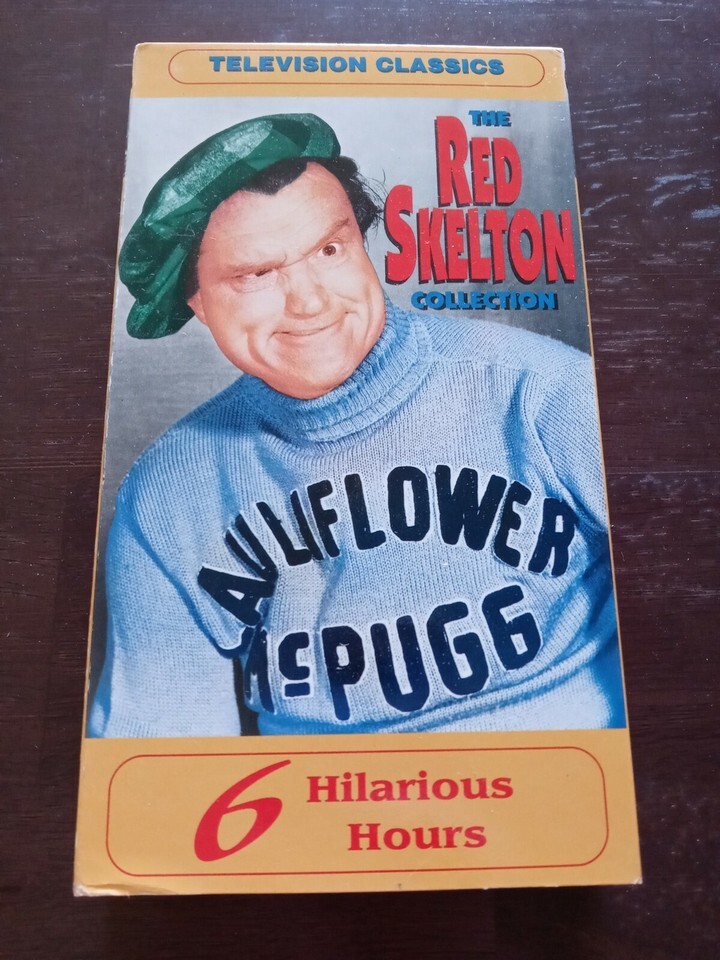 TELEVISION CLASSICS
THE
RED
SKELTON
COLLECTION
CAULIFLOWER
McPUGG
6 Hilarious
Hours